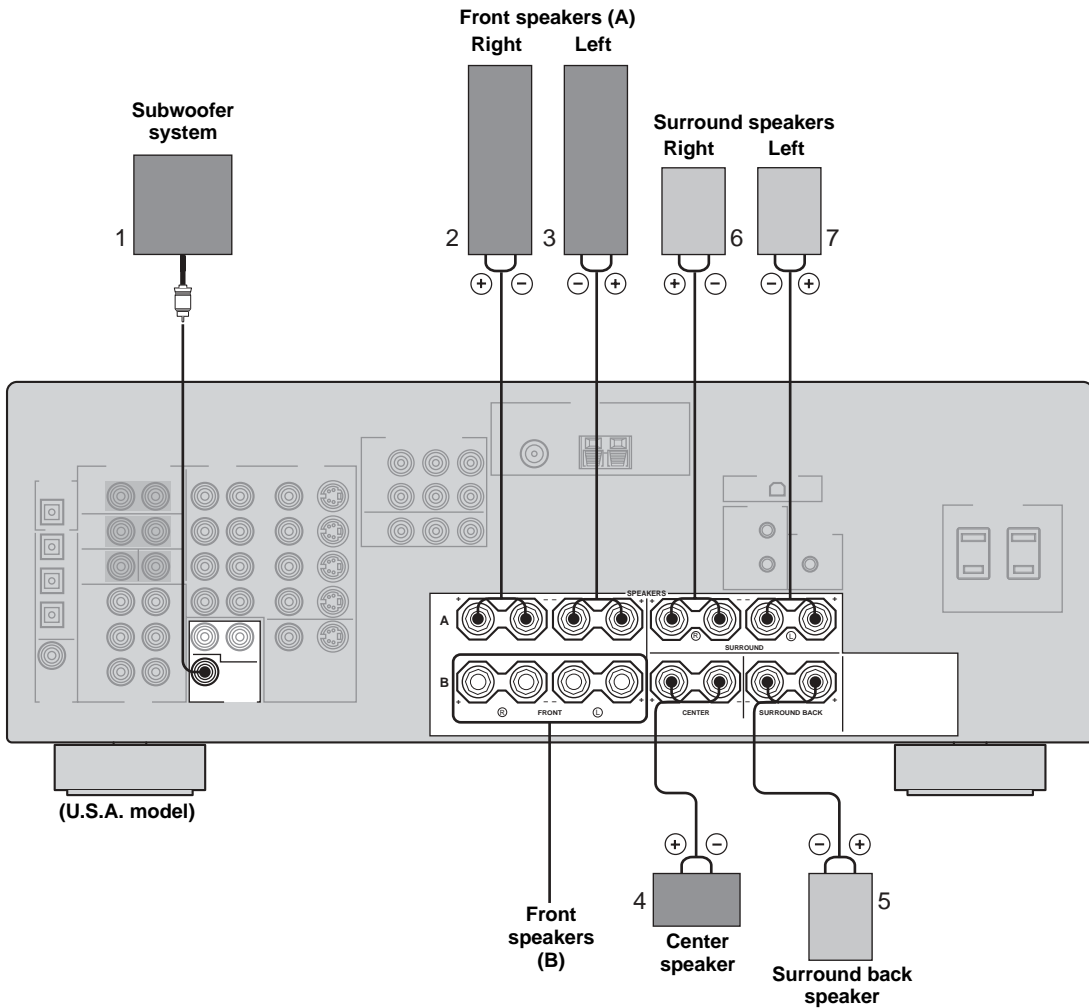 Front speakers (A)
Right Left
Subwoofer
system
Surround speakers
Right Left
1
2 3 6 7
+ − − + + − − +
SPEAKERS
+ - - + + - - +
A
R L
SURROUND
B
+ - - + + - - +
R FRONT L CENTER SURROUND BACK
(U.S.A. model)
+ − − +
4 5
Front
speakers
(B)
Center
speaker
Surround back
speaker